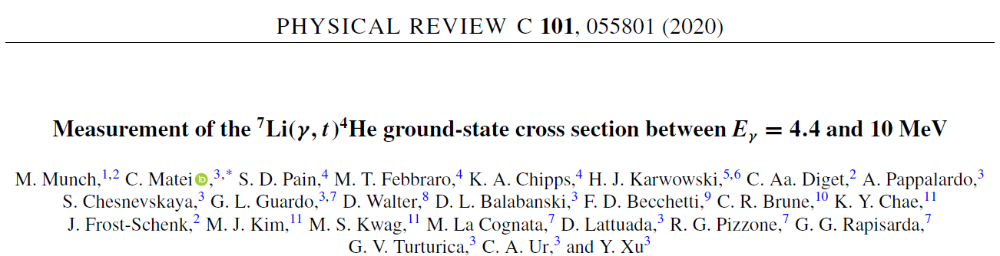 PHYSICAL REVIEW C 101, 055801 (2020)
Measurement of the ⁷Li(γ, t)⁴He ground-state cross section between Eγ = 4.4 and 10 MeV
M. Munch,1,2 C. Matei iD,3,* S. D. Pain,4 M. T. Febbraro,4 K. A. Chipps,4 H. J. Karwowski,5,6 C. Aa. Diget,2 A. Pappalardo,3
S. Chesnevskaya,3 G. L. Guardo,3,7 D. Walter,8 D. L. Balabanski,3 F. D. Becchetti,9 C. R. Brune,10 K. Y. Chae,11
J. Frost-Schenk,2 M. J. Kim,11 M. S. Kwag,11 M. La Cognata,7 D. Lattuada,3 R. G. Pizzone,7 G. G. Rapisarda,7
G. V. Turturica,3 C. A. Ur,3 and Y. Xu3